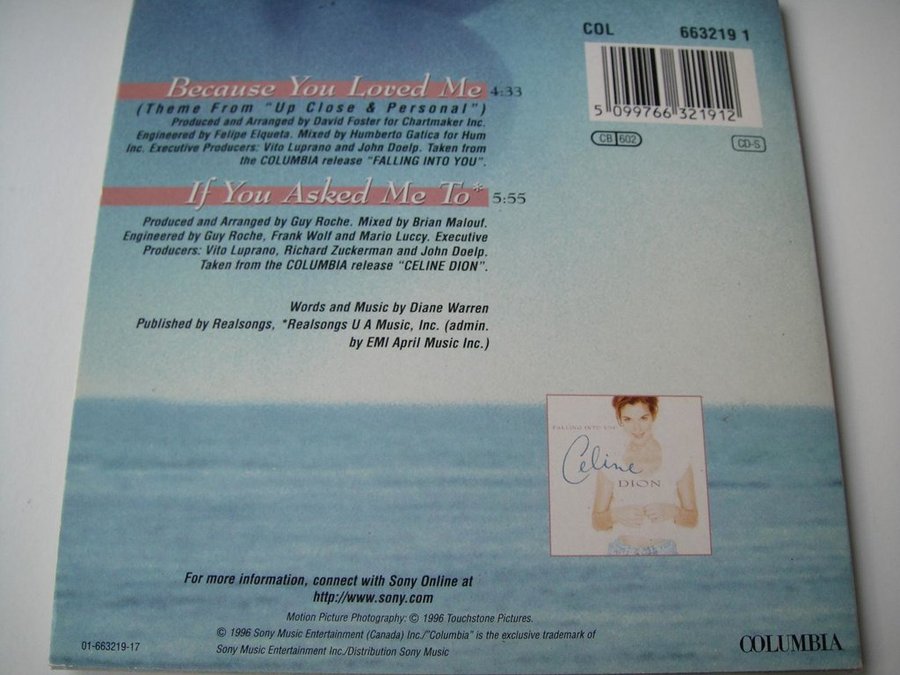 COL 663219 1
5 099766 321912
CB 602
CD-S
Because You Loved Me 4:33
(Theme From "Up Close & Personal")
Produced and Arranged by David Foster for Chartmaker Inc.
Engineered by Felipe Elqueta. Mixed by Humberto Gatica for Hum
Inc. Executive Producers: Vito Luprano and John Doelp. Taken from
the COLUMBIA release "FALLING INTO YOU".
If You Asked Me To* 5:55
Produced and Arranged by Guy Roche. Mixed by Brian Malouf.
Engineered by Guy Roche, Frank Wolf and Mario Luccy. Executive
Producers: Vito Luprano, Richard Zuckerman and John Doelp.
Taken from the COLUMBIA release "CELINE DION".
Words and Music by Diane Warren
Published by Realsongs, *Realsongs U A Music, Inc. (admin.
by EMI April Music Inc.)
FALLING INTO YOU
Celine
DION
For more information, connect with Sony Online at
http://www.sony.com
Motion Picture Photography: © 1996 Touchstone Pictures.
© 1996 Sony Music Entertainment (Canada) Inc./"Columbia" is the exclusive trademark of
Sony Music Entertainment Inc./Distribution Sony Music
01-663219-17
COLUMBIA